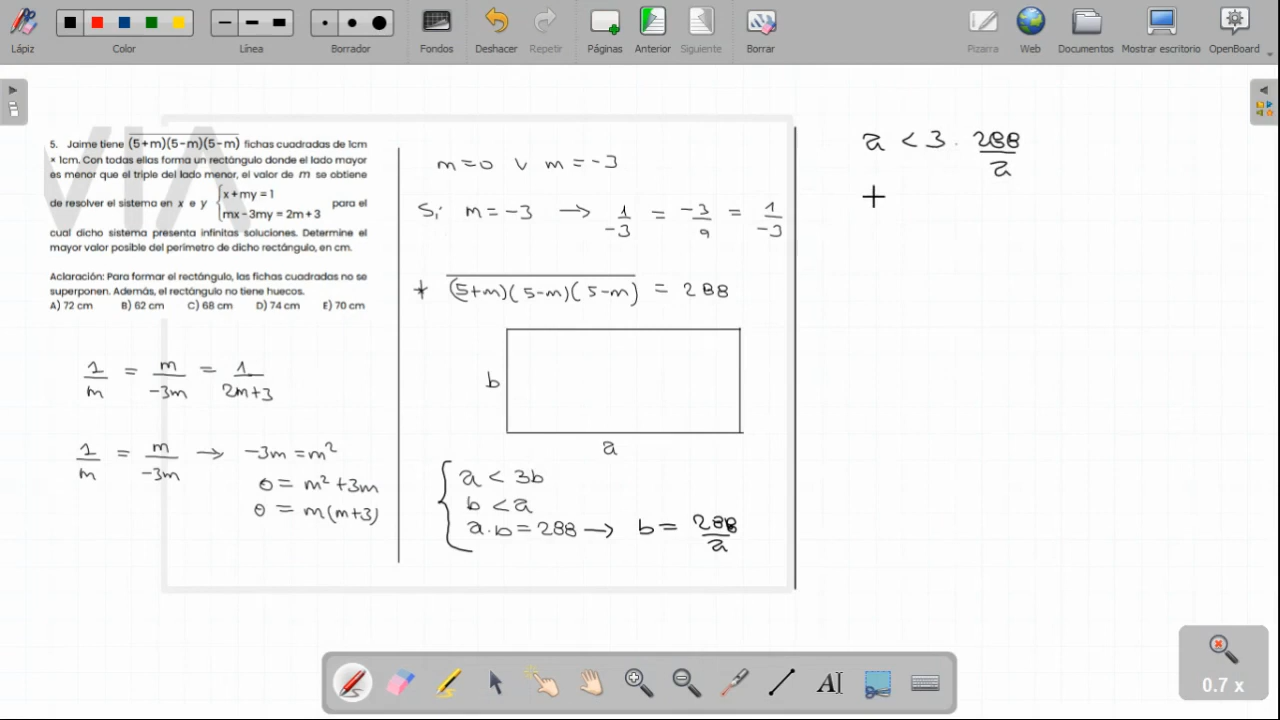 Lápiz
Color
Línea
Borrador
Fondos
Deshacer
Repetir
Páginas
Anterior
Siguiente
Borrar
Pizarra
Web
Documentos
Mostrar escritorio
OpenBoard
5. Jaime tiene (5+m)(5-m)(5-m) fichas cuadradas de 1cm
× 1cm. Con todas ellas forma un rectángulo donde el lado mayor
es menor que el triple del lado menor, el valor de m se obtiene
de resolver el sistema en x e y { x + my = 1
mx - 3my = 2m + 3 para el
cual dicho sistema presenta infinitas soluciones. Determine el
mayor valor posible del perímetro de dicho rectángulo, en cm.
Aclaración: Para formar el rectángulo, las fichas cuadradas no se
superponen. Además, el rectángulo no tiene huecos.
A) 72 cm B) 62 cm C) 68 cm D) 74 cm E) 70 cm
1/m = m/-3m = 1/2m+3
1/m = m/-3m → -3m = m²
0 = m² + 3m
0 = m(m+3)
m=0 ∨ m = -3
Si m = -3 → 1/-3 = -3/9 = 1/-3
* (5+m)(5-m)(5-m) = 288
b
a
a < 3b
b < a
a.b = 288 → b = 288/a
a < 3 . 288/a
0.7 x